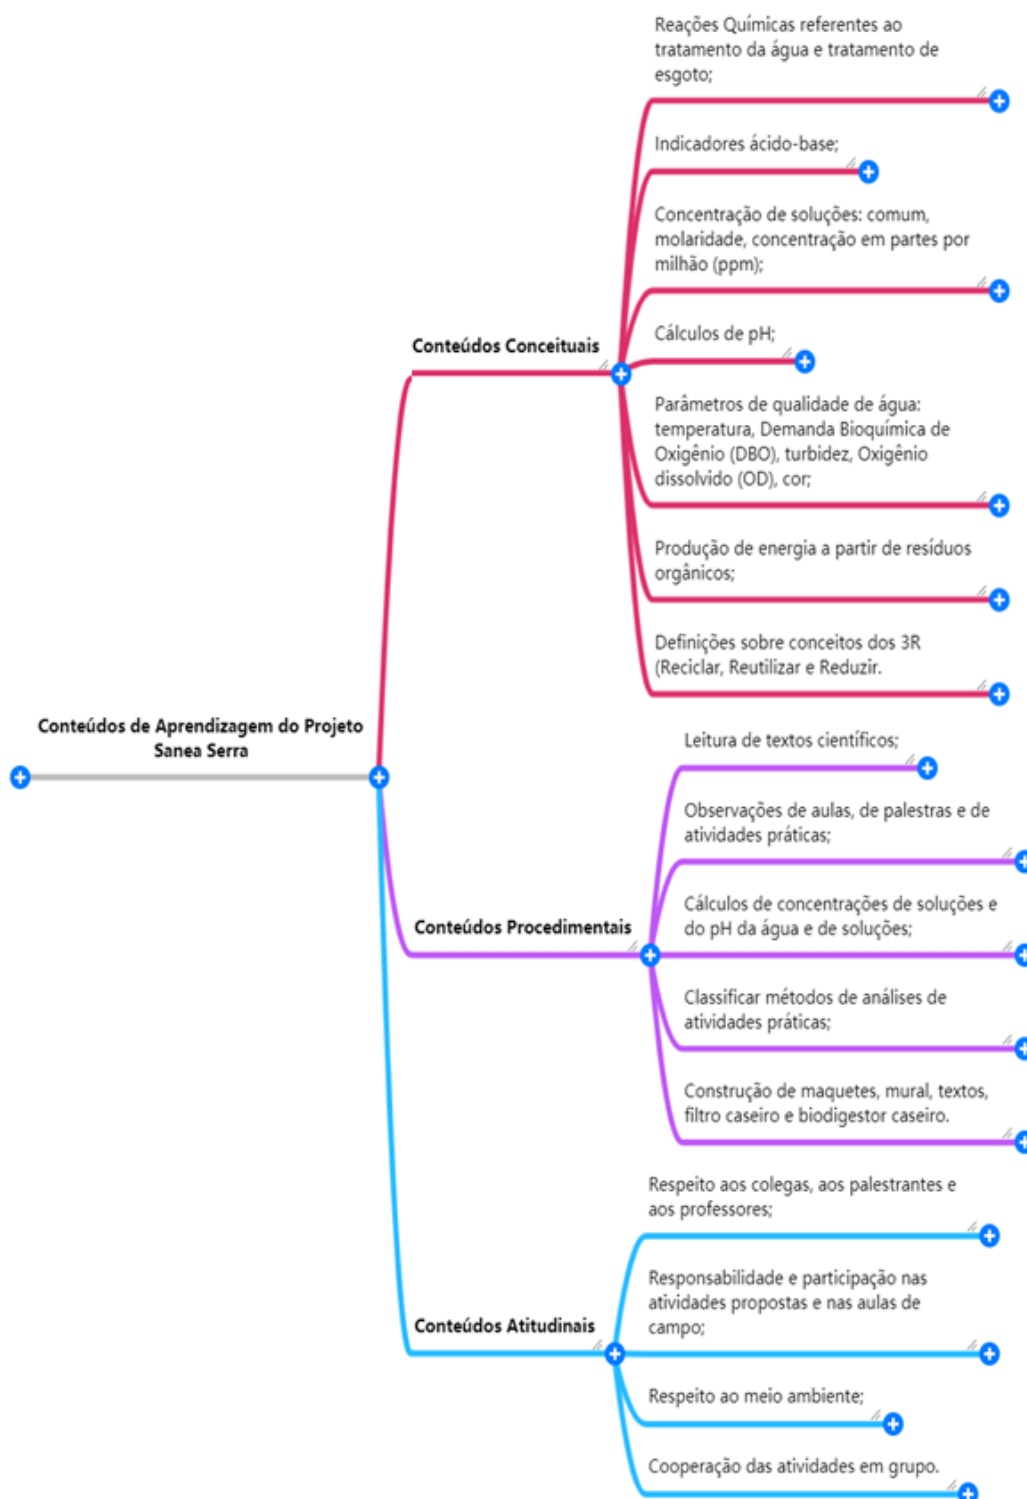 Reações Químicas referentes ao
tratamento da água e tratamento de
esgoto;
Indicadores ácido-base;
Concentração de soluções: comum,
molaridade, concentração em partes por
milhão (ppm);
Conteúdos Conceituais
Cálculos de pH;
Parâmetros de qualidade de água:
temperatura, Demanda Bioquímica de
Oxigênio (DBO), turbidez, Oxigênio
dissolvido (OD), cor;
Produção de energia a partir de resíduos
orgânicos;
Definições sobre conceitos dos 3R
(Reciclar, Reutilizar e Reduzir.
Conteúdos de Aprendizagem do Projeto
Sanea Serra
Leitura de textos científicos;
Observações de aulas, de palestras e de
atividades práticas;
Cálculos de concentrações de soluções e
do pH da água e de soluções;
Conteúdos Procedimentais
Classificar métodos de análises de
atividades práticas;
Construção de maquetes, mural, textos,
filtro caseiro e biodigestor caseiro.
Respeito aos colegas, aos palestrantes e
aos professores;
Responsabilidade e participação nas
atividades propostas e nas aulas de
campo;
Conteúdos Atitudinais
Respeito ao meio ambiente;
Cooperação das atividades em grupo.